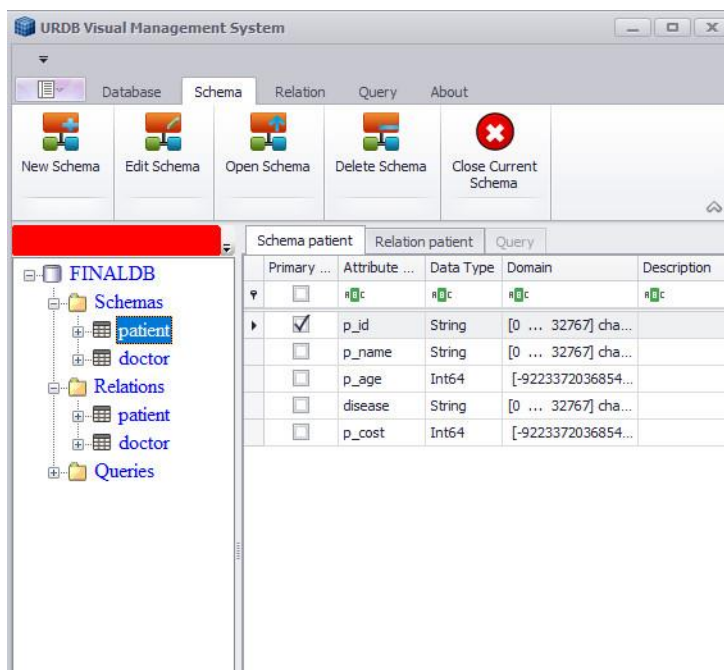 URDB Visual Management System
Database Schema Relation Query About
New Schema Edit Schema Open Schema Delete Schema Close Current Schema
Schema patient Relation patient Query
Primary ... Attribute ... Data Type Domain Description
p_id String [0 ... 32767] cha...
p_name String [0 ... 32767] cha...
p_age Int64 [-9223372036854...
disease String [0 ... 32767] cha...
p_cost Int64 [-9223372036854...
FINALDB
Schemas
patient
doctor
Relations
patient
doctor
Queries